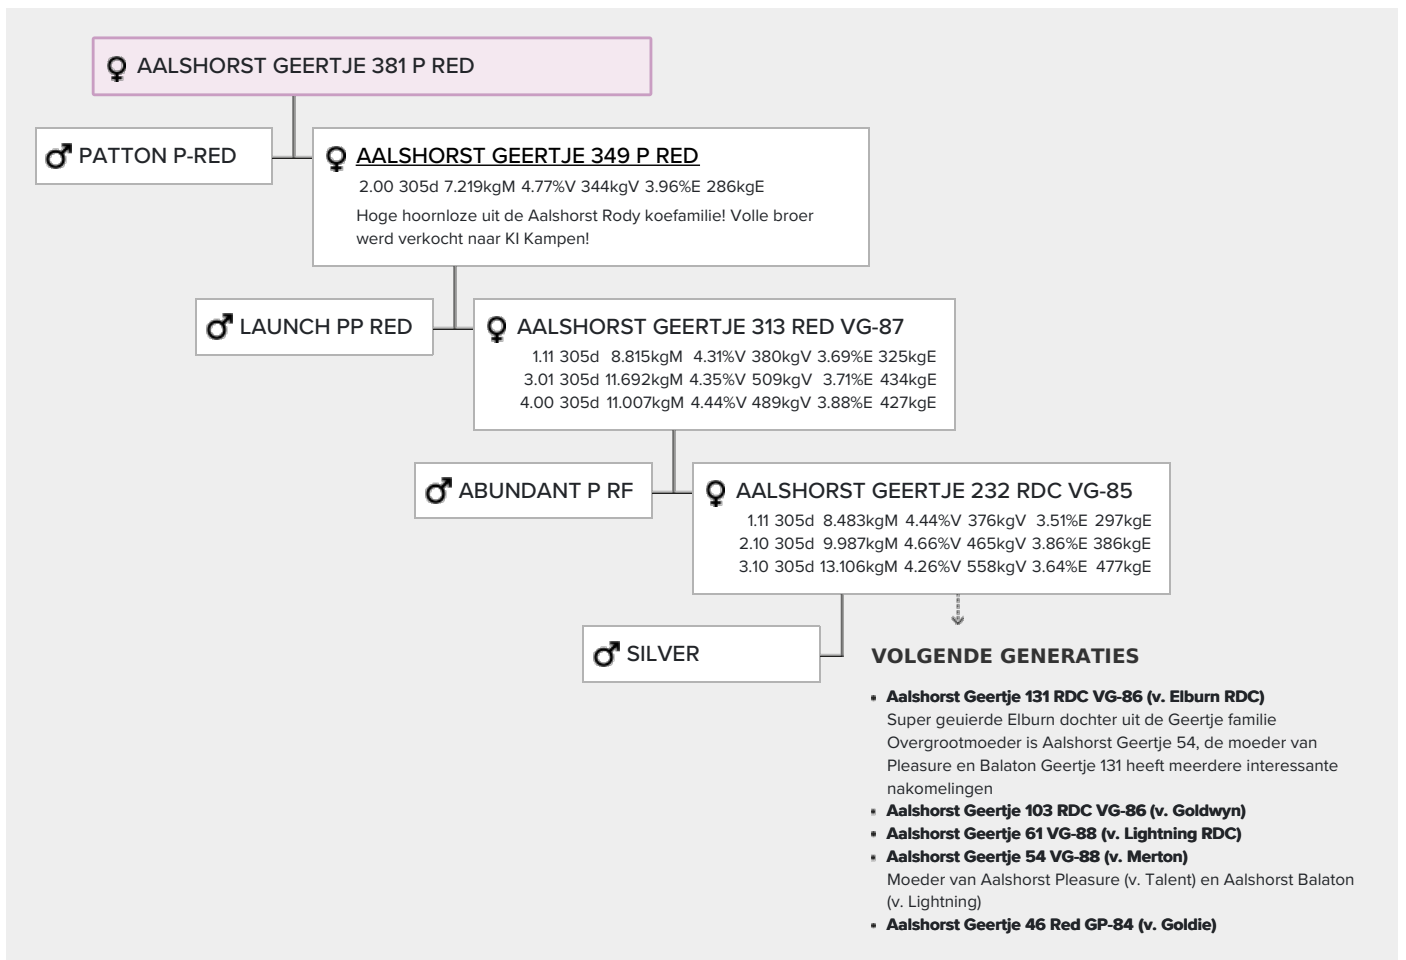 AALSHORST GEERTJE 381 P RED
PATTON P-RED
AALSHORST GEERTJE 349 P RED
2.00 305d 7.219kgM 4.77%V 344kgV 3.96%E 286kgE
Hoge hoornloze uit de Aalshorst Rody koefamilie! Volle broer
werd verkocht naar KI Kampen!
LAUNCH PP RED
AALSHORST GEERTJE 313 RED VG-87
1.11 305d 8.815kgM 4.31%V 380kgV 3.69%E 325kgE
3.01 305d 11.692kgM 4.35%V 509kgV 3.71%E 434kgE
4.00 305d 11.007kgM 4.44%V 489kgV 3.88%E 427kgE
ABUNDANT P RF
AALSHORST GEERTJE 232 RDC VG-85
1.11 305d 8.483kgM 4.44%V 376kgV 3.51%E 297kgE
2.10 305d 9.987kgM 4.66%V 465kgV 3.86%E 386kgE
3.10 305d 13.106kgM 4.26%V 558kgV 3.64%E 477kgE
SILVER
VOLGENDE GENERATIES
Aalshorst Geertje 131 RDC VG-86 (v. Elburn RDC)
Super geuierde Elburn dochter uit de Geertje familie
Overgrootmoeder is Aalshorst Geertje 54, de moeder van
Pleasure en Balaton Geertje 131 heeft meerdere interessante
nakomelingen
Aalshorst Geertje 103 RDC VG-86 (v. Goldwyn)
Aalshorst Geertje 61 VG-88 (v. Lightning RDC)
Aalshorst Geertje 54 VG-88 (v. Merton)
Moeder van Aalshorst Pleasure (v. Talent) en Aalshorst Balaton
(v. Lightning)
Aalshorst Geertje 46 Red GP-84 (v. Goldie)